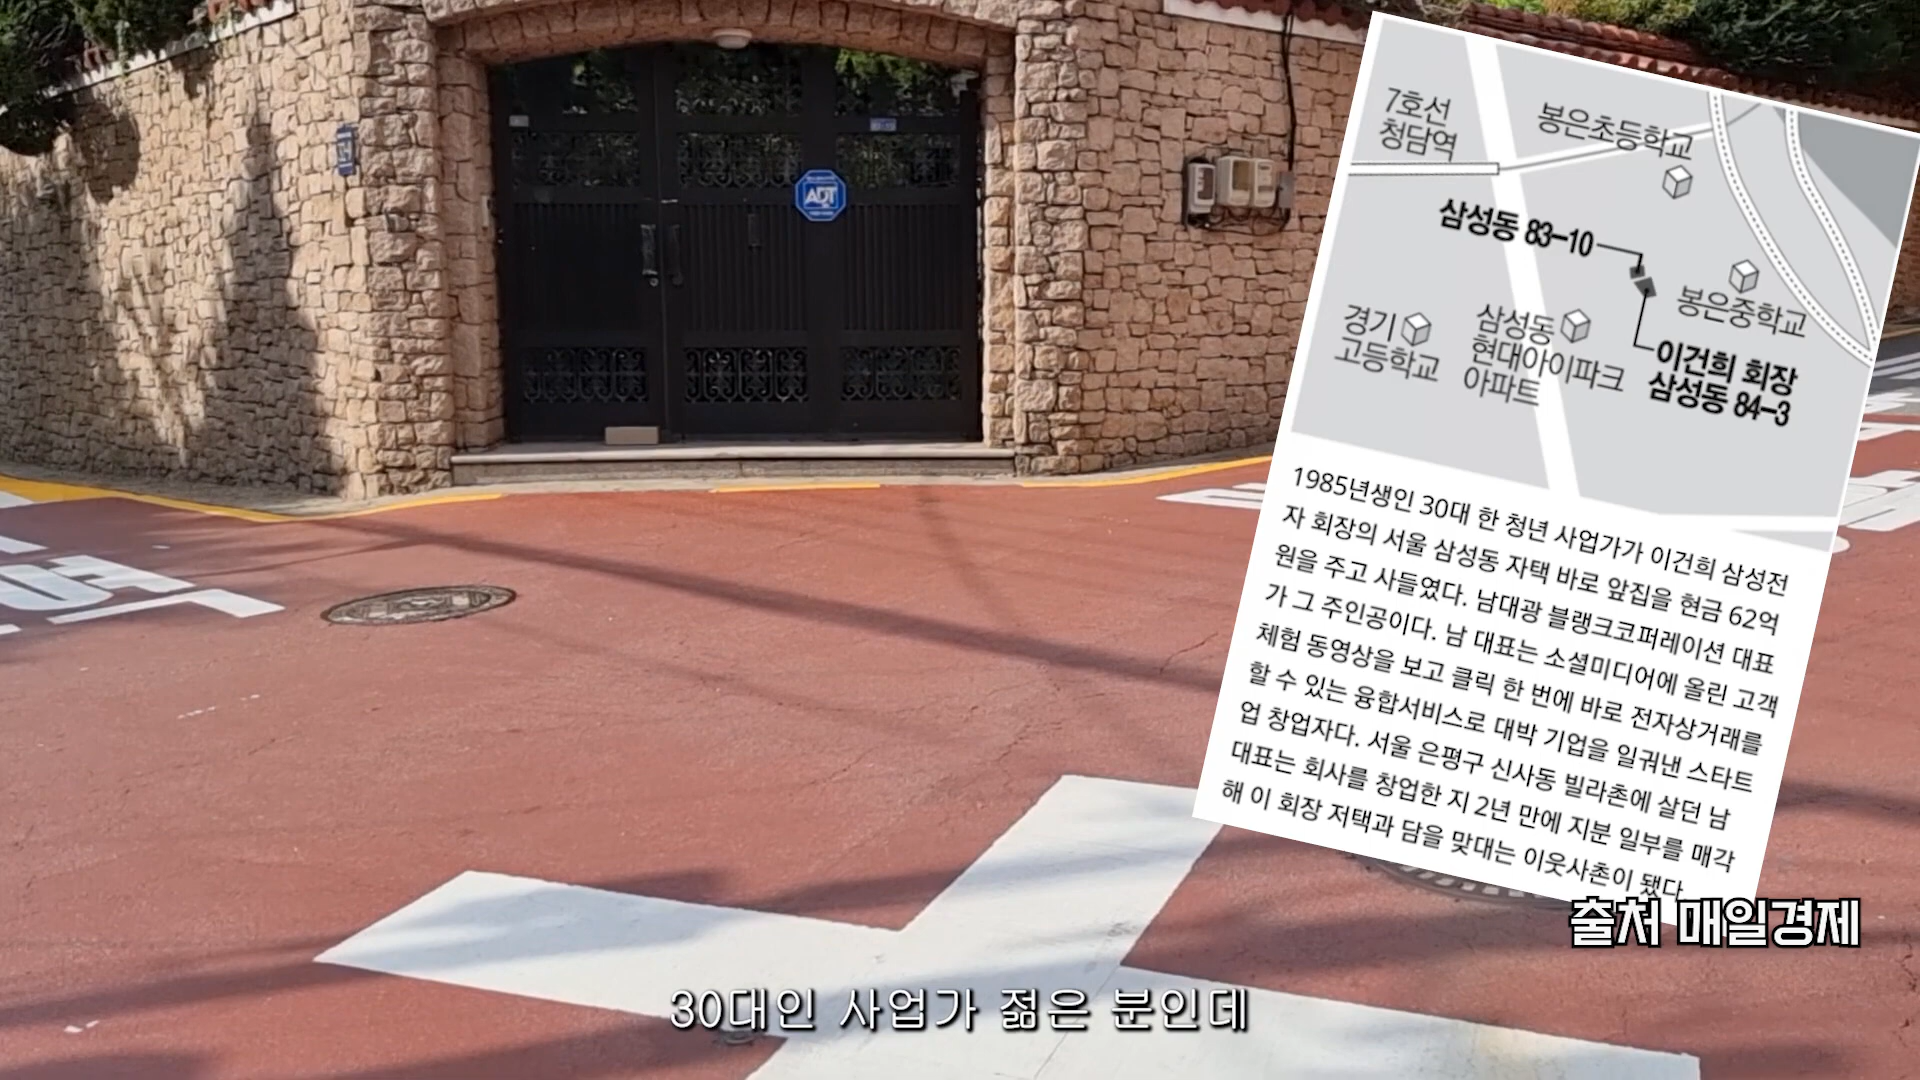 ADT
7호선
청담역
봉은초등학교
삼성동 83-10
봉은중학교
경기
고등학교
삼성동
현대아이파크
아파트
이건희 회장
삼성동 84-3
1985년생인 30대 한 청년 사업가가 이건희 삼성전
자 회장의 서울 삼성동 자택 바로 앞집을 현금 62억
원을 주고 사들였다. 남대광 블랭크코퍼레이션 대표
가 그 주인공이다. 남 대표는 소셜미디어에 올린 고객
체험 동영상을 보고 클릭 한 번에 바로 전자상거래를
할 수 있는 융합서비스로 대박 기업을 일궈낸 스타트
업 창업자다. 서울 은평구 신사동 빌라촌에 살던 남
대표는 회사를 창업한 지 2년 만에 지분 일부를 매각
해 이 회장 저택과 담을 맞대는 이웃사촌이 됐다
출처 매일경제
30대인 사업가 젊은 분인데